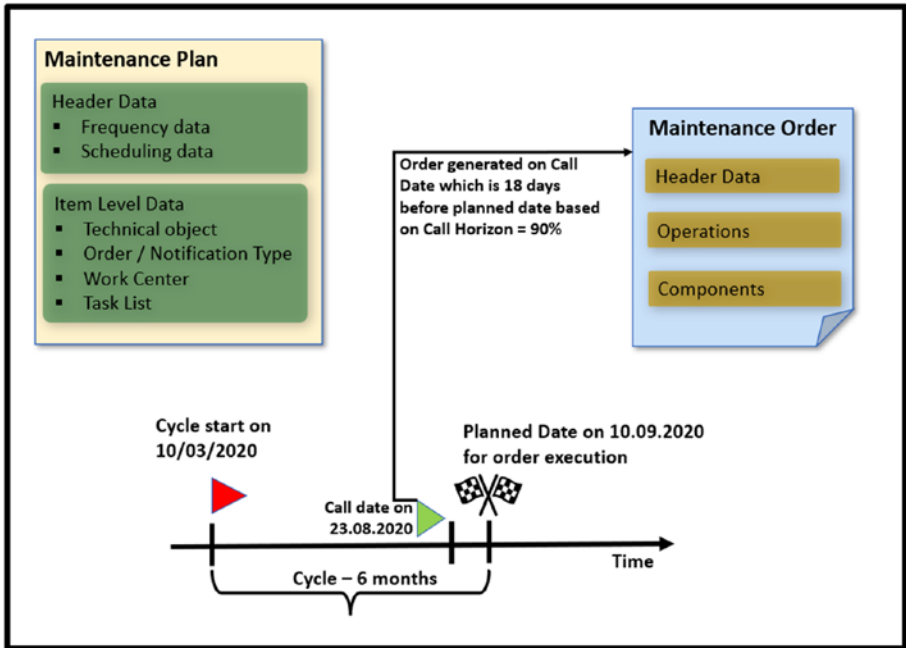 Maintenance Plan
Header Data
▪ Frequency data
▪ Scheduling data
Item Level Data
▪ Technical object
▪ Order / Notification Type
▪ Work Center
▪ Task List
Order generated on Call
Date which is 18 days
before planned date based
on Call Horizon = 90%
Maintenance Order
Header Data
Operations
Components
Cycle start on
10/03/2020
Call date on
23.08.2020
Planned Date on 10.09.2020
for order execution
Time
Cycle – 6 months